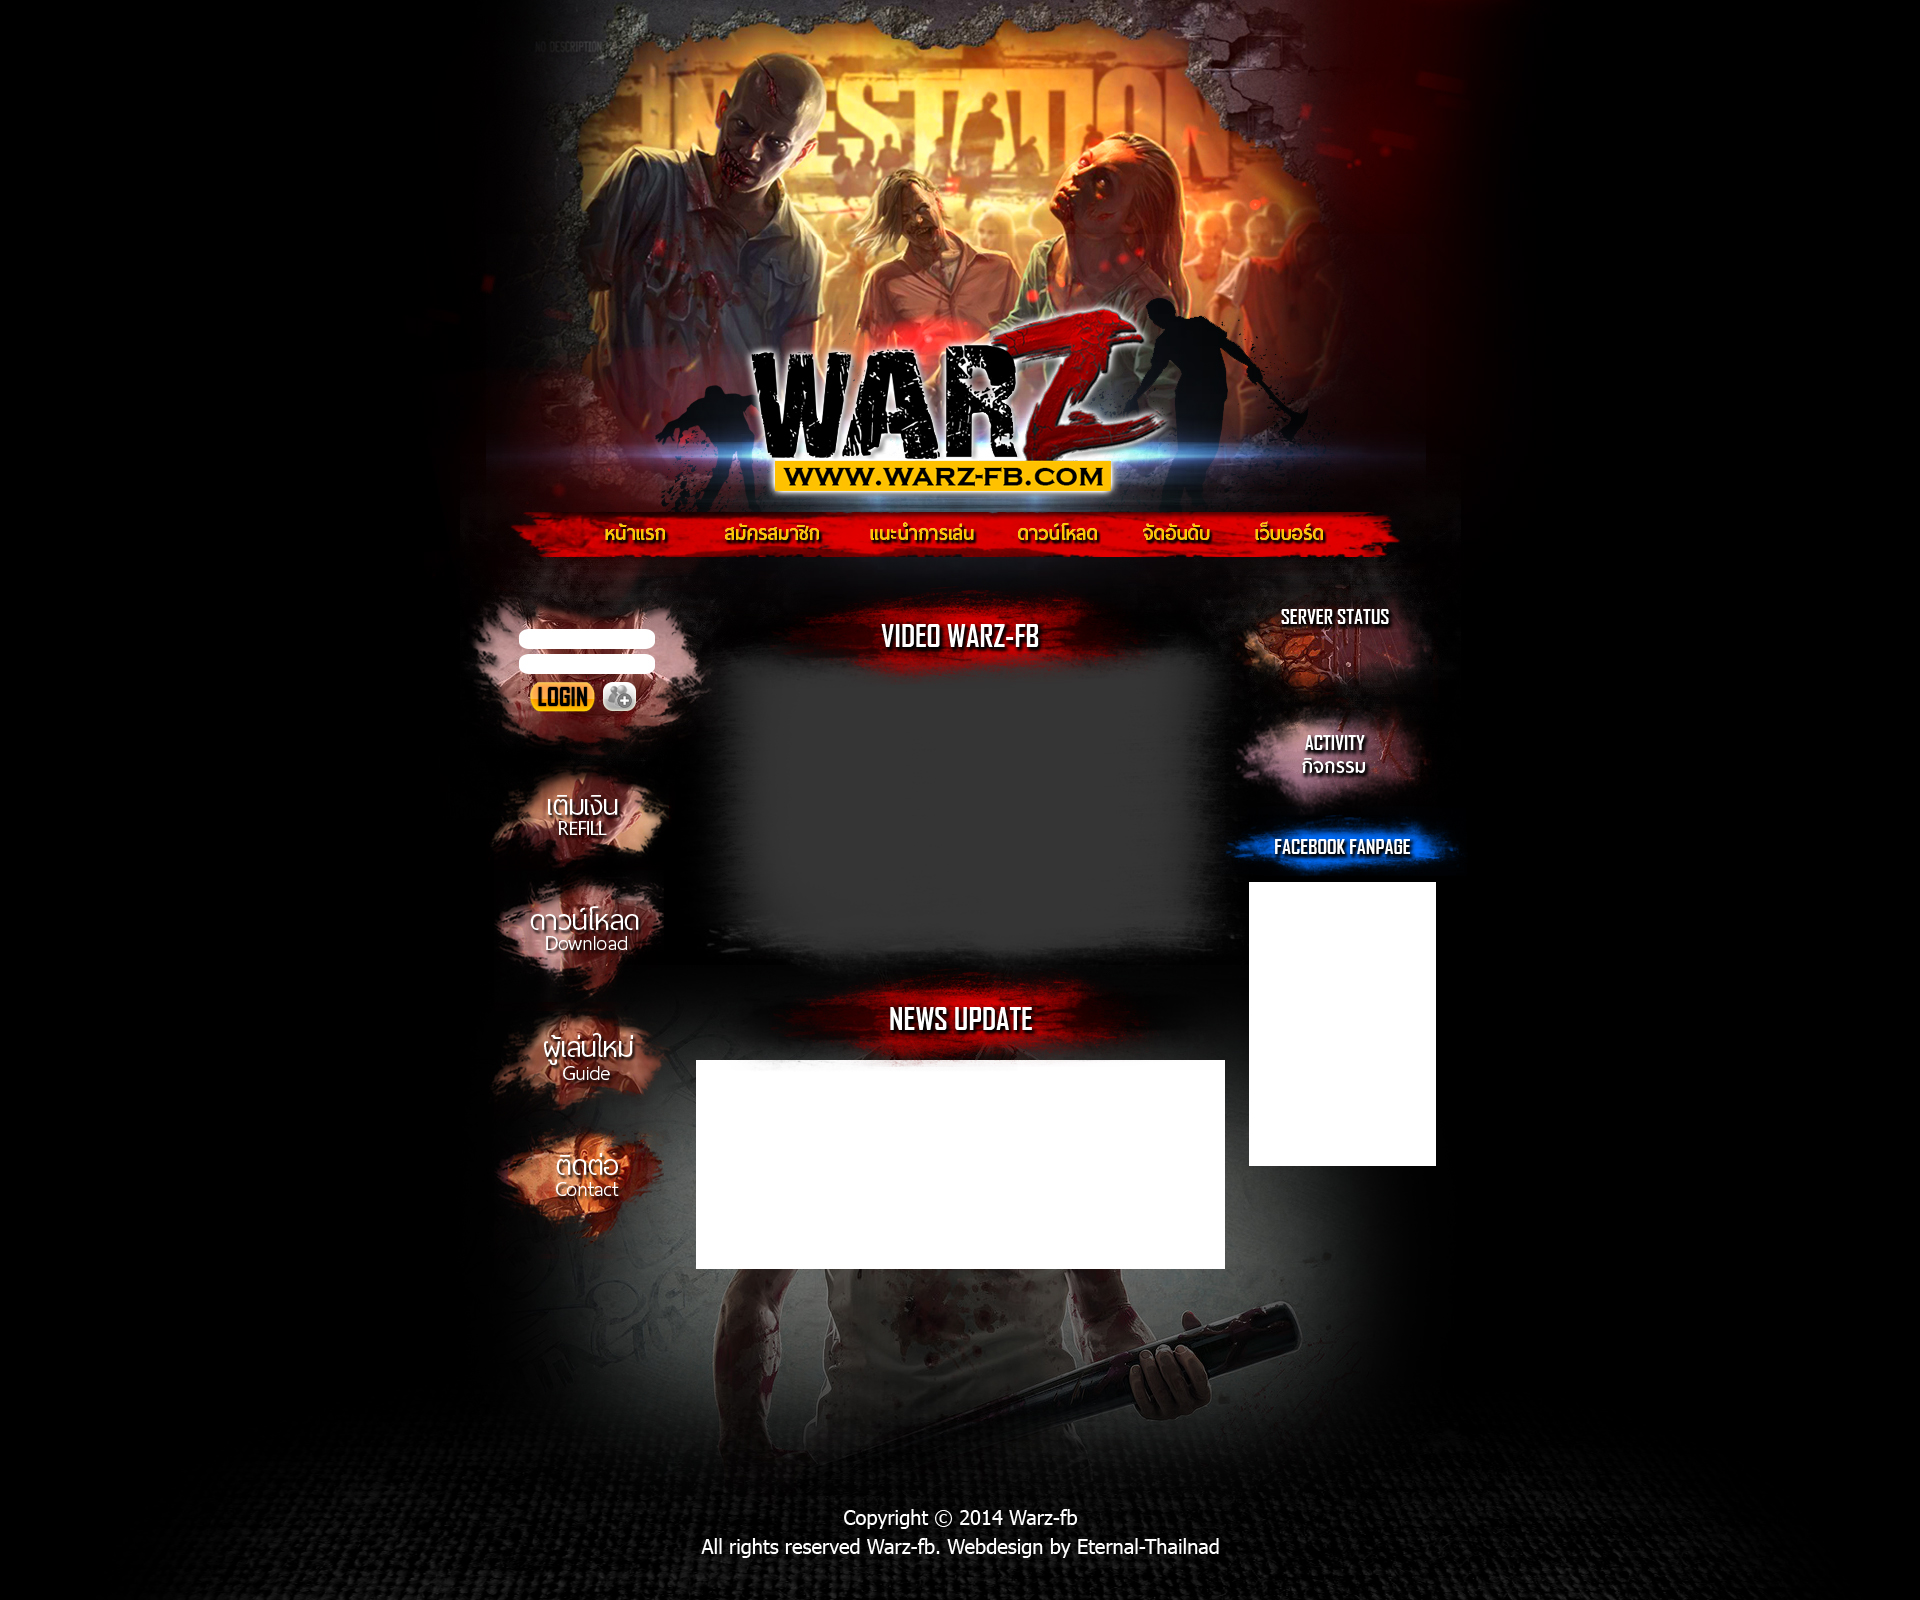 NO DESCRIPTION
INFESTATION
WARZ
WWW.WARZ-FB.COM
หน้าแรก สมัครสมาชิก แนะนำการเล่น ดาวน์โหลด จัดอันดับ เว็บบอร์ด
LOGIN
เติมเงิน
REFILL
ดาวน์โหลด
Download
ผู้เล่นใหม่
Guide
ติดต่อ
Contact
VIDEO WARZ-FB
NEWS UPDATE
SERVER STATUS
ACTIVITY
กิจกรรม
FACEBOOK FANPAGE
Copyright © 2014 Warz-fb
All rights reserved Warz-fb. Webdesign by Eternal-Thailnad